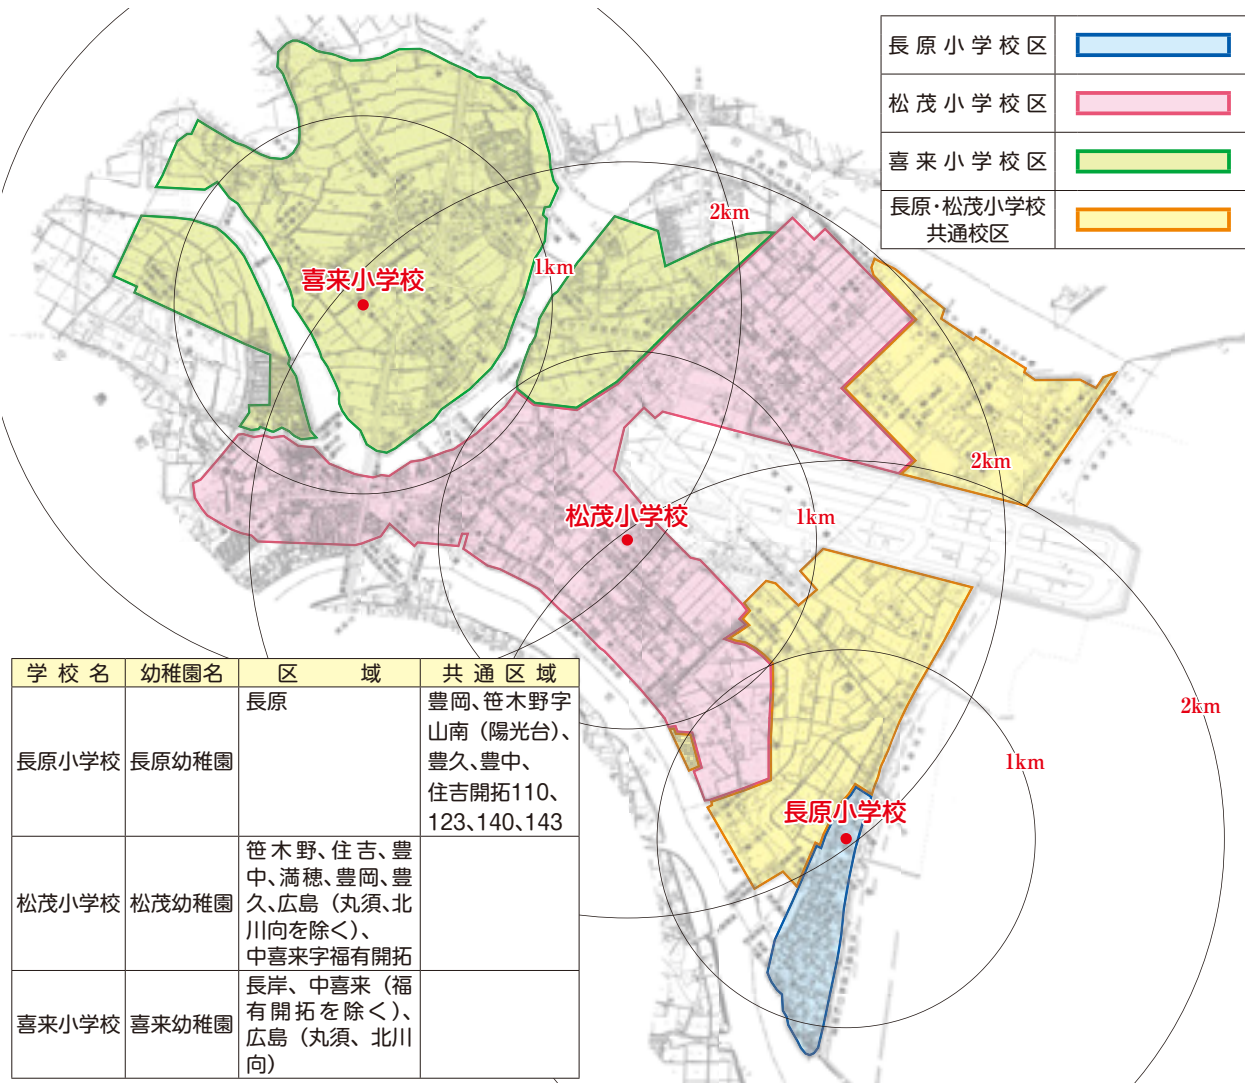 長原小学校区
松茂小学校区
喜来小学校区
長原・松茂小学校
共通校区
2km
1km
喜来小学校
2km
松茂小学校
1km
2km
1km
長原小学校
学校名 幼稚園名 区域 共通区域
長原小学校 長原幼稚園
長原
豊岡、笹木野字
山南（陽光台）、
豊久、豊中、
住吉開拓110、
123、140、143
松茂小学校 松茂幼稚園
笹木野、住吉、豊
中、満穂、豊岡、豊
久、広島（丸須、北
川向を除く）、
中喜来字福有開拓
喜来小学校 喜来幼稚園
長岸、中喜来（福
有開拓を除く）、
広島（丸須、北川
向）